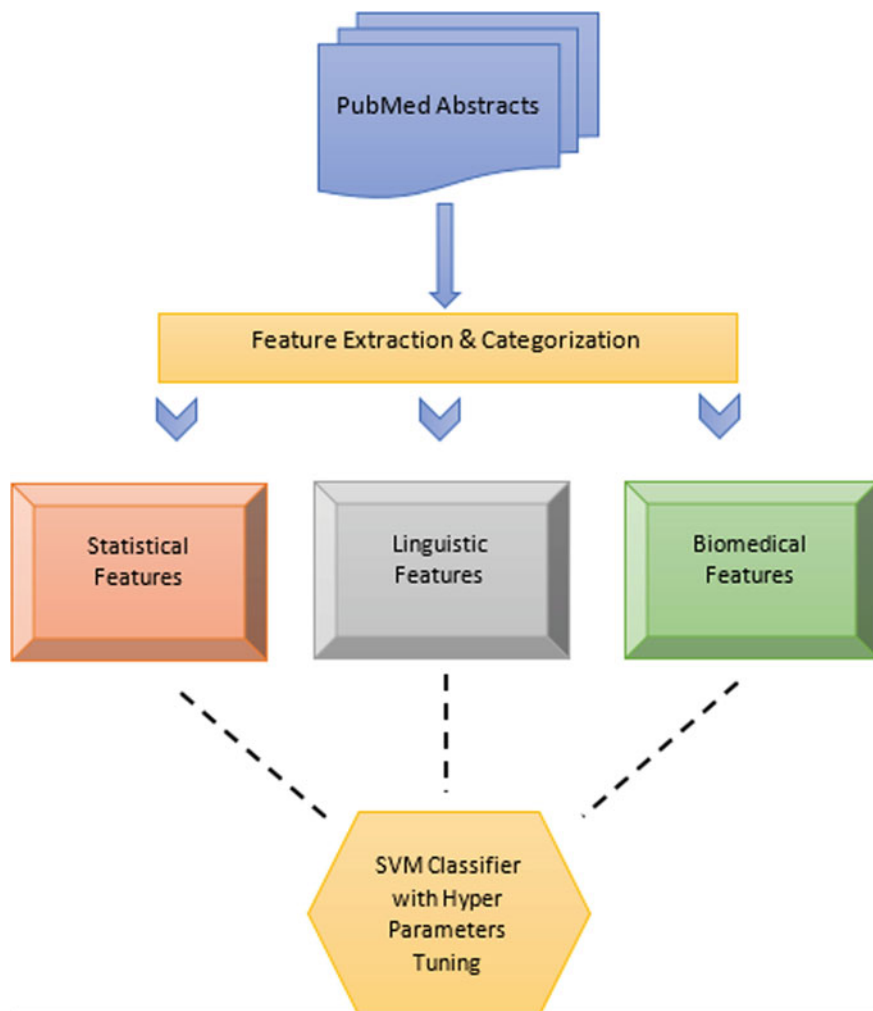 PubMed Abstracts
Feature Extraction & Categorization
Statistical
Features
Linguistic
Features
Biomedical
Features
SVM Classifier
with Hyper
Parameters
Tuning